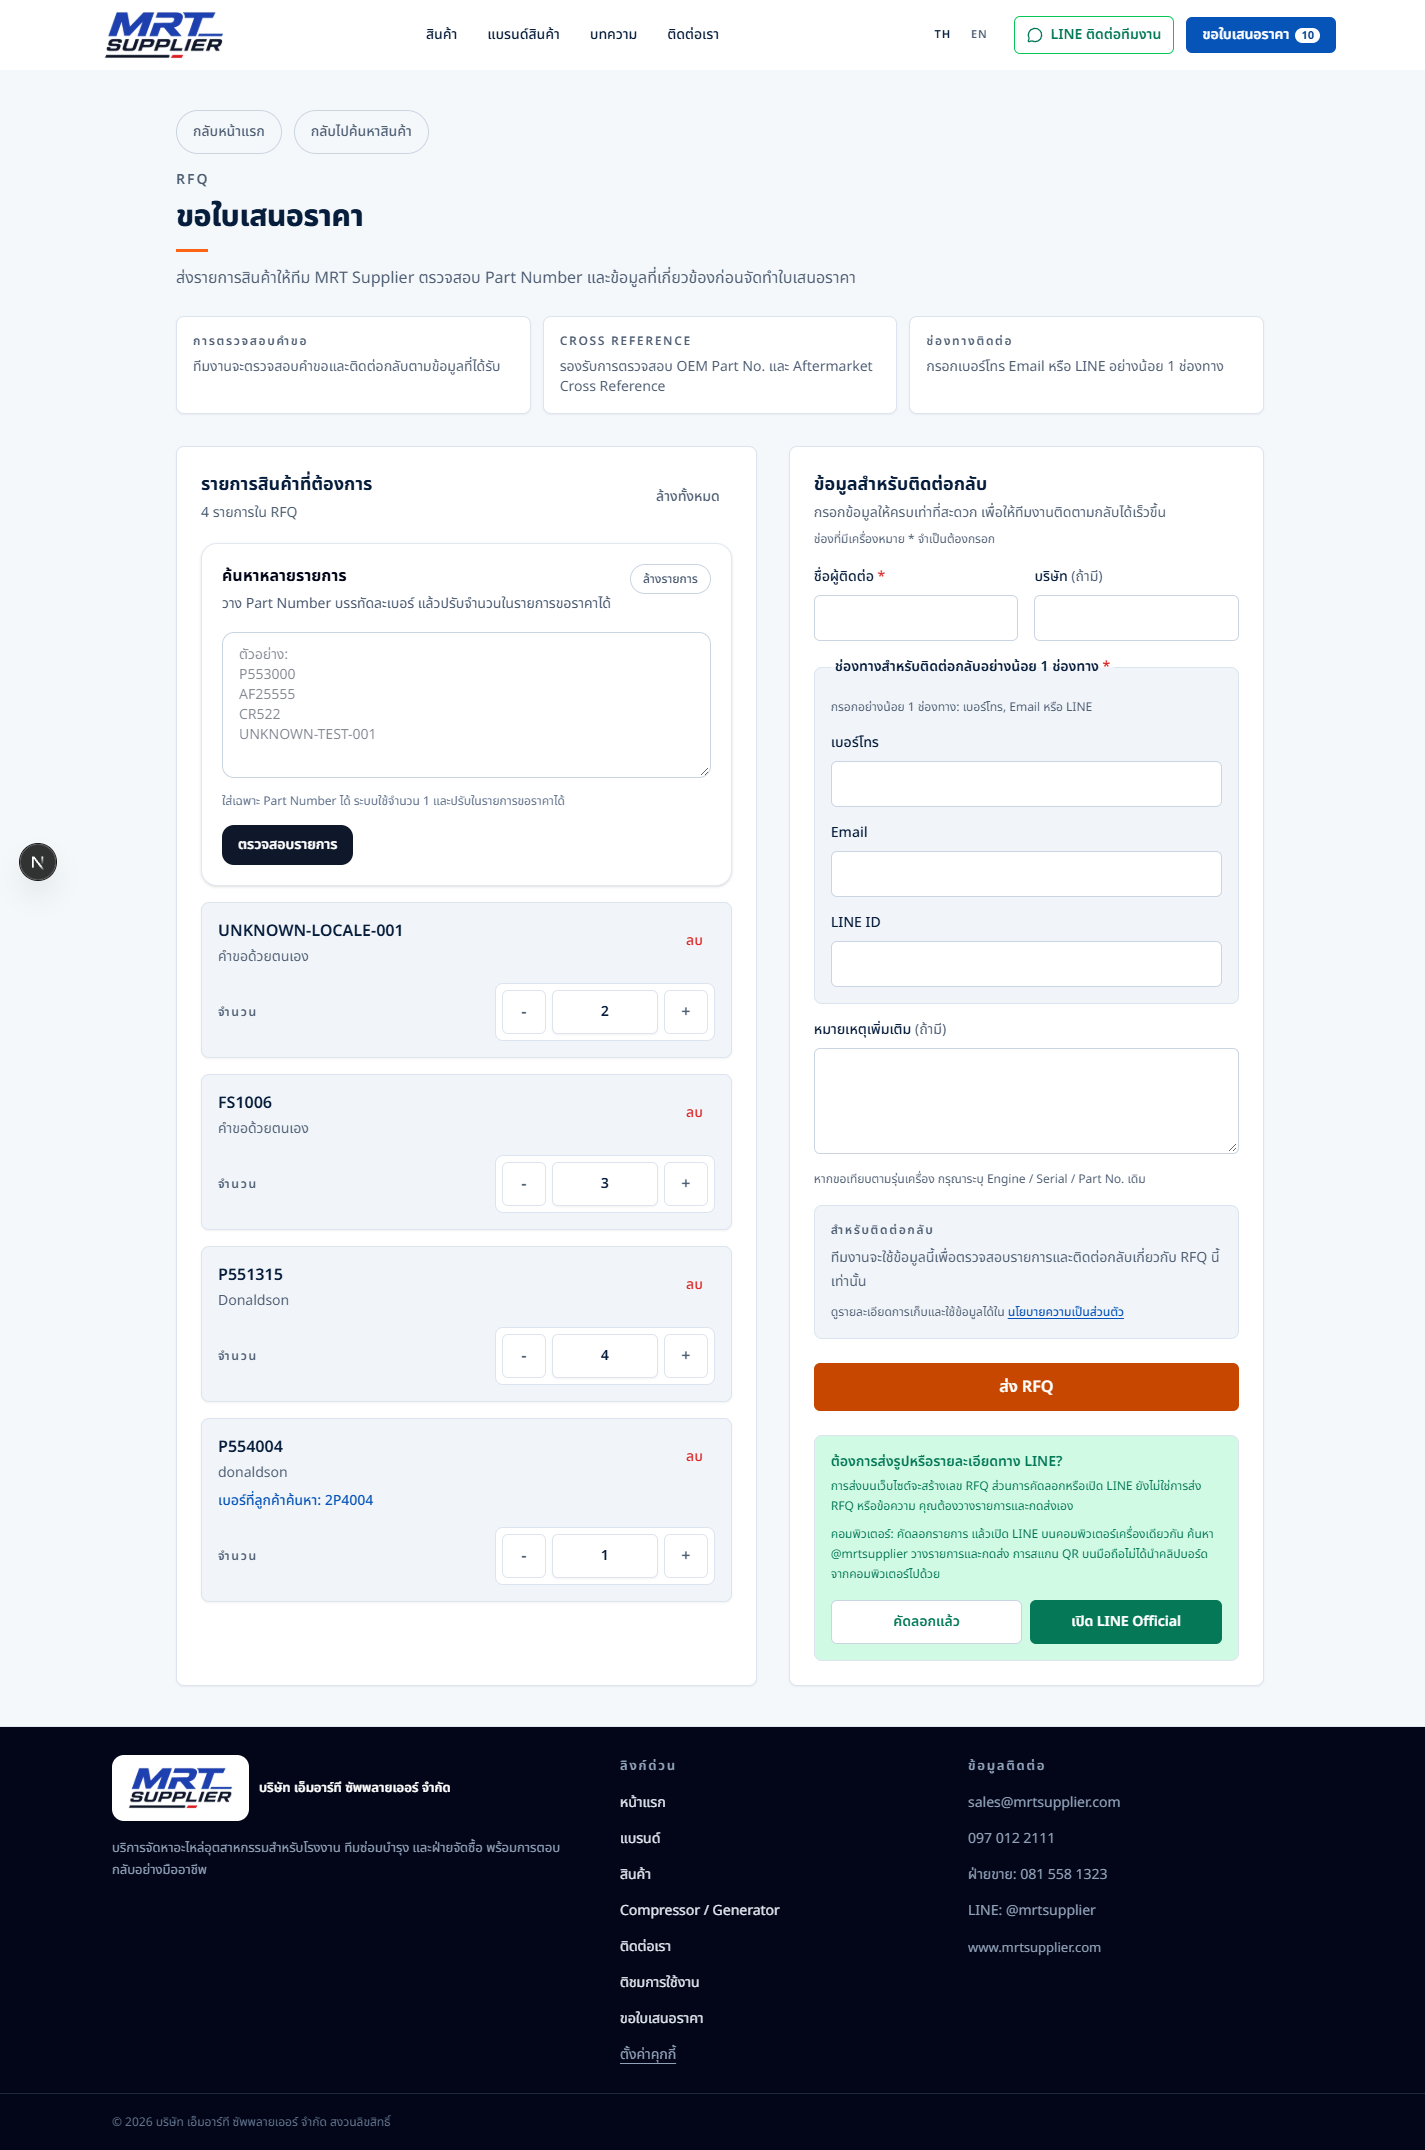 MRT SUPPLIER
สินค้า
แบรนด์สินค้า
บทความ
ติดต่อเรา
TH
EN
LINE ติดต่อทีมงาน
ขอใบเสนอราคา 10
กลับหน้าแรก
กลับไปค้นหาสินค้า
RFQ
ขอใบเสนอราคา
ส่งรายการสินค้าให้ทีม MRT Supplier ตรวจสอบ Part Number และข้อมูลที่เกี่ยวข้องก่อนจัดทำใบเสนอราคา
การตรวจสอบคำขอ
ทีมงานจะตรวจสอบคำขอและติดต่อกลับตามข้อมูลที่ได้รับ
CROSS REFERENCE
รองรับการตรวจสอบ OEM Part No. และ Aftermarket
Cross Reference
ช่องทางติดต่อ
กรอกเบอร์โทร Email หรือ LINE อย่างน้อย 1 ช่องทาง
รายการสินค้าที่ต้องการ
4 รายการใน RFQ
ล้างทั้งหมด
ค้นหาหลายรายการ
วาง Part Number บรรทัดละเบอร์ แล้วปรับจำนวนในรายการขอราคาได้
ล้างรายการ
ตัวอย่าง:
P553000
AF25555
CR522
UNKNOWN-TEST-001
ใส่เฉพาะ Part Number ได้ ระบบใช้จำนวน 1 และปรับในรายการขอราคาได้
ตรวจสอบรายการ
UNKNOWN-LOCALE-001
คำขอด้วยตนเอง
ลบ
จำนวน
- 2 +
FS1006
คำขอด้วยตนเอง
ลบ
จำนวน
- 3 +
P551315
Donaldson
ลบ
จำนวน
- 4 +
P554004
donaldson
เบอร์ที่ลูกค้าค้นหา: 2P4004
ลบ
จำนวน
- 1 +
ข้อมูลสำหรับติดต่อกลับ
กรอกข้อมูลให้ครบเท่าที่สะดวก เพื่อให้ทีมงานติดตามกลับได้เร็วขึ้น
ช่องที่มีเครื่องหมาย * จำเป็นต้องกรอก
ชื่อผู้ติดต่อ *
บริษัท (ถ้ามี)
ช่องทางสำหรับติดต่อกลับอย่างน้อย 1 ช่องทาง *
กรอกอย่างน้อย 1 ช่องทาง: เบอร์โทร, Email หรือ LINE
เบอร์โทร
Email
LINE ID
หมายเหตุเพิ่มเติม (ถ้ามี)
หากขอเทียบตามรุ่นเครื่อง กรุณาระบุ Engine / Serial / Part No. เดิม
สำหรับติดต่อกลับ
ทีมงานจะใช้ข้อมูลนี้เพื่อตรวจสอบรายการและติดต่อกลับเกี่ยวกับ RFQ นี้
เท่านั้น
ดูรายละเอียดการเก็บและใช้ข้อมูลได้ใน นโยบายความเป็นส่วนตัว
ส่ง RFQ
ต้องการส่งรูปหรือรายละเอียดทาง LINE?
การส่งบนเว็บไซต์จะสร้างเลข RFQ ส่วนการคัดลอกหรือเปิด LINE ยังไม่ใช่การส่ง
RFQ หรือข้อความ คุณต้องวางรายการและกดส่งเอง
คอมพิวเตอร์: คัดลอกรายการ แล้วเปิด LINE บนคอมพิวเตอร์เครื่องเดียวกัน ค้นหา
@mrtsupplier วางรายการและกดส่ง การสแกน QR บนมือถือไม่ได้นำคลิปบอร์ด
จากคอมพิวเตอร์ไปด้วย
คัดลอกแล้ว
เปิด LINE Official
N
MRT SUPPLIER
บริษัท เอ็มอาร์ที ซัพพลายเออร์ จำกัด
บริการจัดหาอะไหล่อุตสาหกรรมสำหรับโรงงาน ทีมซ่อมบำรุง และฝ่ายจัดซื้อ พร้อมการตอบ
กลับอย่างมืออาชีพ
ลิงก์ด่วน
หน้าแรก
แบรนด์
สินค้า
Compressor / Generator
ติดต่อเรา
ติชมการใช้งาน
ขอใบเสนอราคา
ตั้งค่าคุกกี้
ข้อมูลติดต่อ
sales@mrtsupplier.com
097 012 2111
ฝ่ายขาย: 081 558 1323
LINE: @mrtsupplier
www.mrtsupplier.com
© 2026 บริษัท เอ็มอาร์ที ซัพพลายเออร์ จำกัด สงวนลิขสิทธิ์